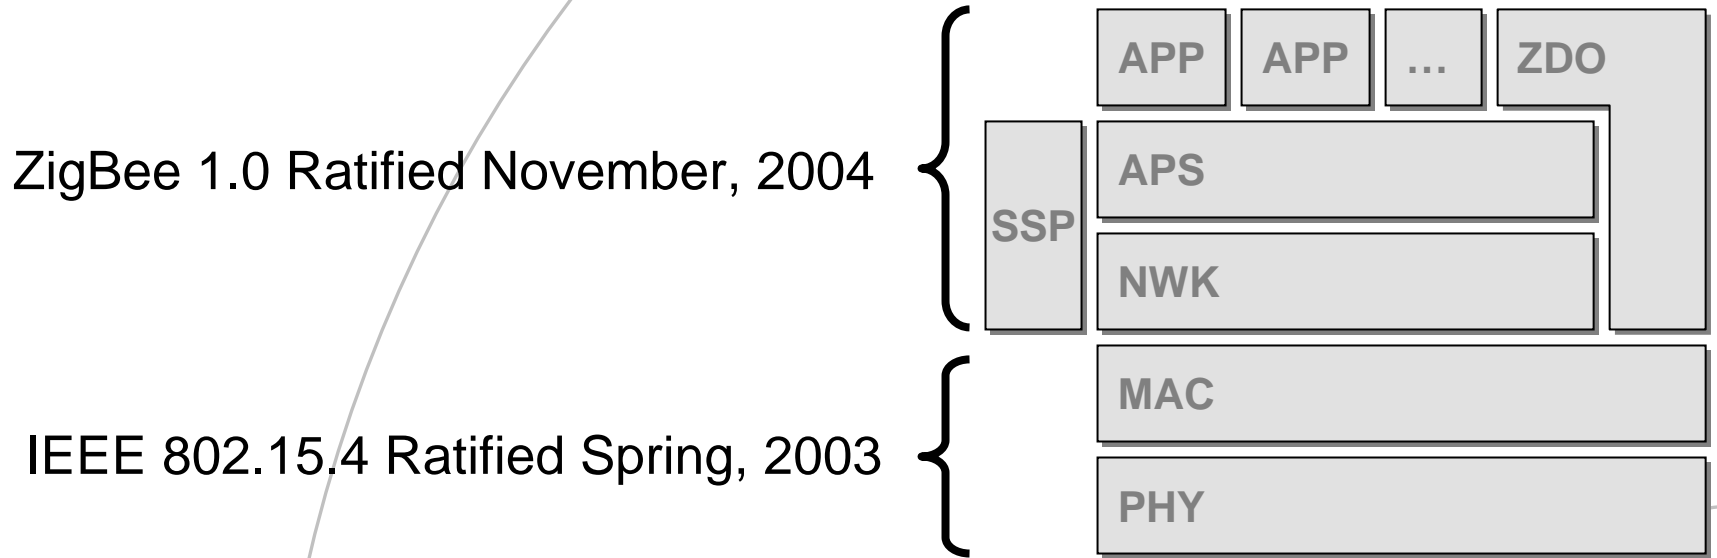 APP APP ... ZDO
ZigBee 1.0 Ratified November, 2004
APS
SSP
NWK
MAC
IEEE 802.15.4 Ratified Spring, 2003
PHY